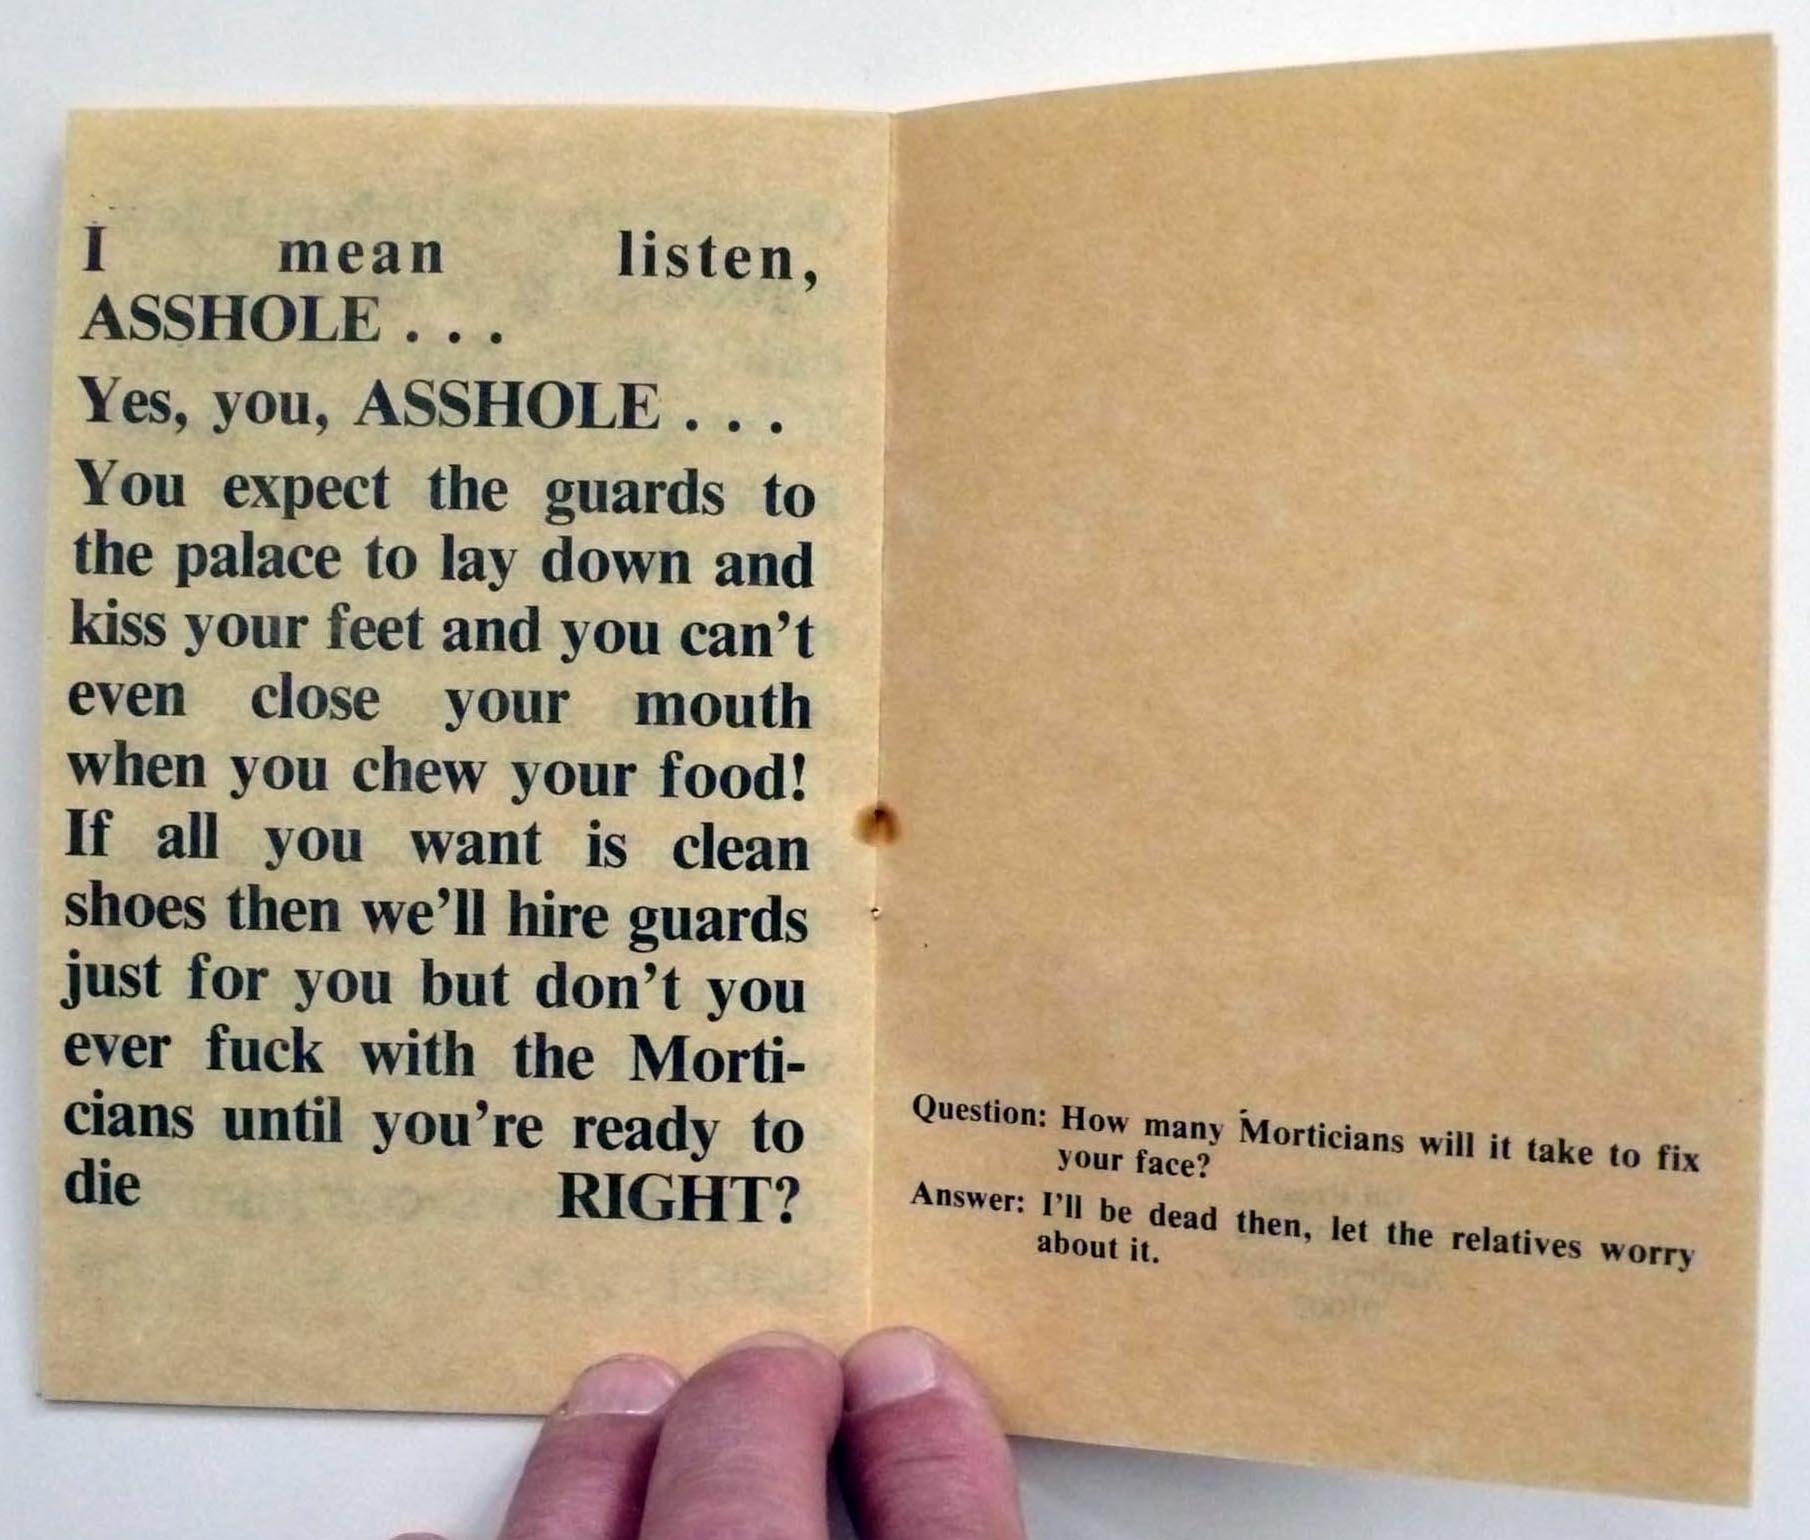 I mean listen,
ASSHOLE . . .
Yes, you, ASSHOLE . . .
You expect the guards to
the palace to lay down and
kiss your feet and you can't
even close your mouth
when you chew your food!
If all you want is clean
shoes then we'll hire guards
just for you but don't you
ever fuck with the Morti-
cians until you're ready to
die RIGHT?
Question: How many Morticians will it take to fix
your face?
Answer: I'll be dead then, let the relatives worry
about it.